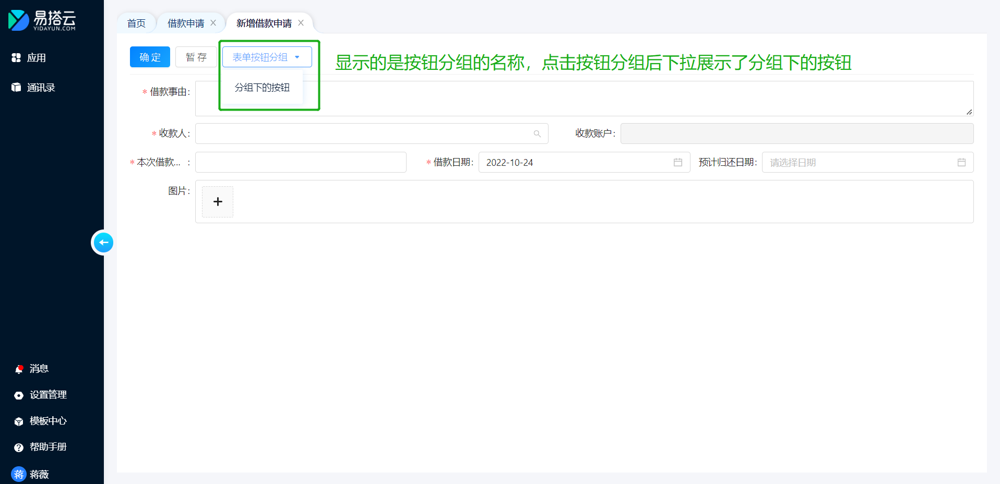 易搭云
YIDAYUN.COM
应用
通讯录
消息
设置管理
模板中心
帮助手册
蒋 蒋薇
首页 借款申请 X 新增借款申请 X
确 定 暂 存 表单按钮分组
显示的是按钮分组的名称，点击按钮分组后下拉展示了分组下的按钮
分组下的按钮
* 借款事由：
* 收款人： 收款账户：
* 本次借款... ： * 借款日期： 2022-10-24 预计归还日期： 请选择日期
图片：